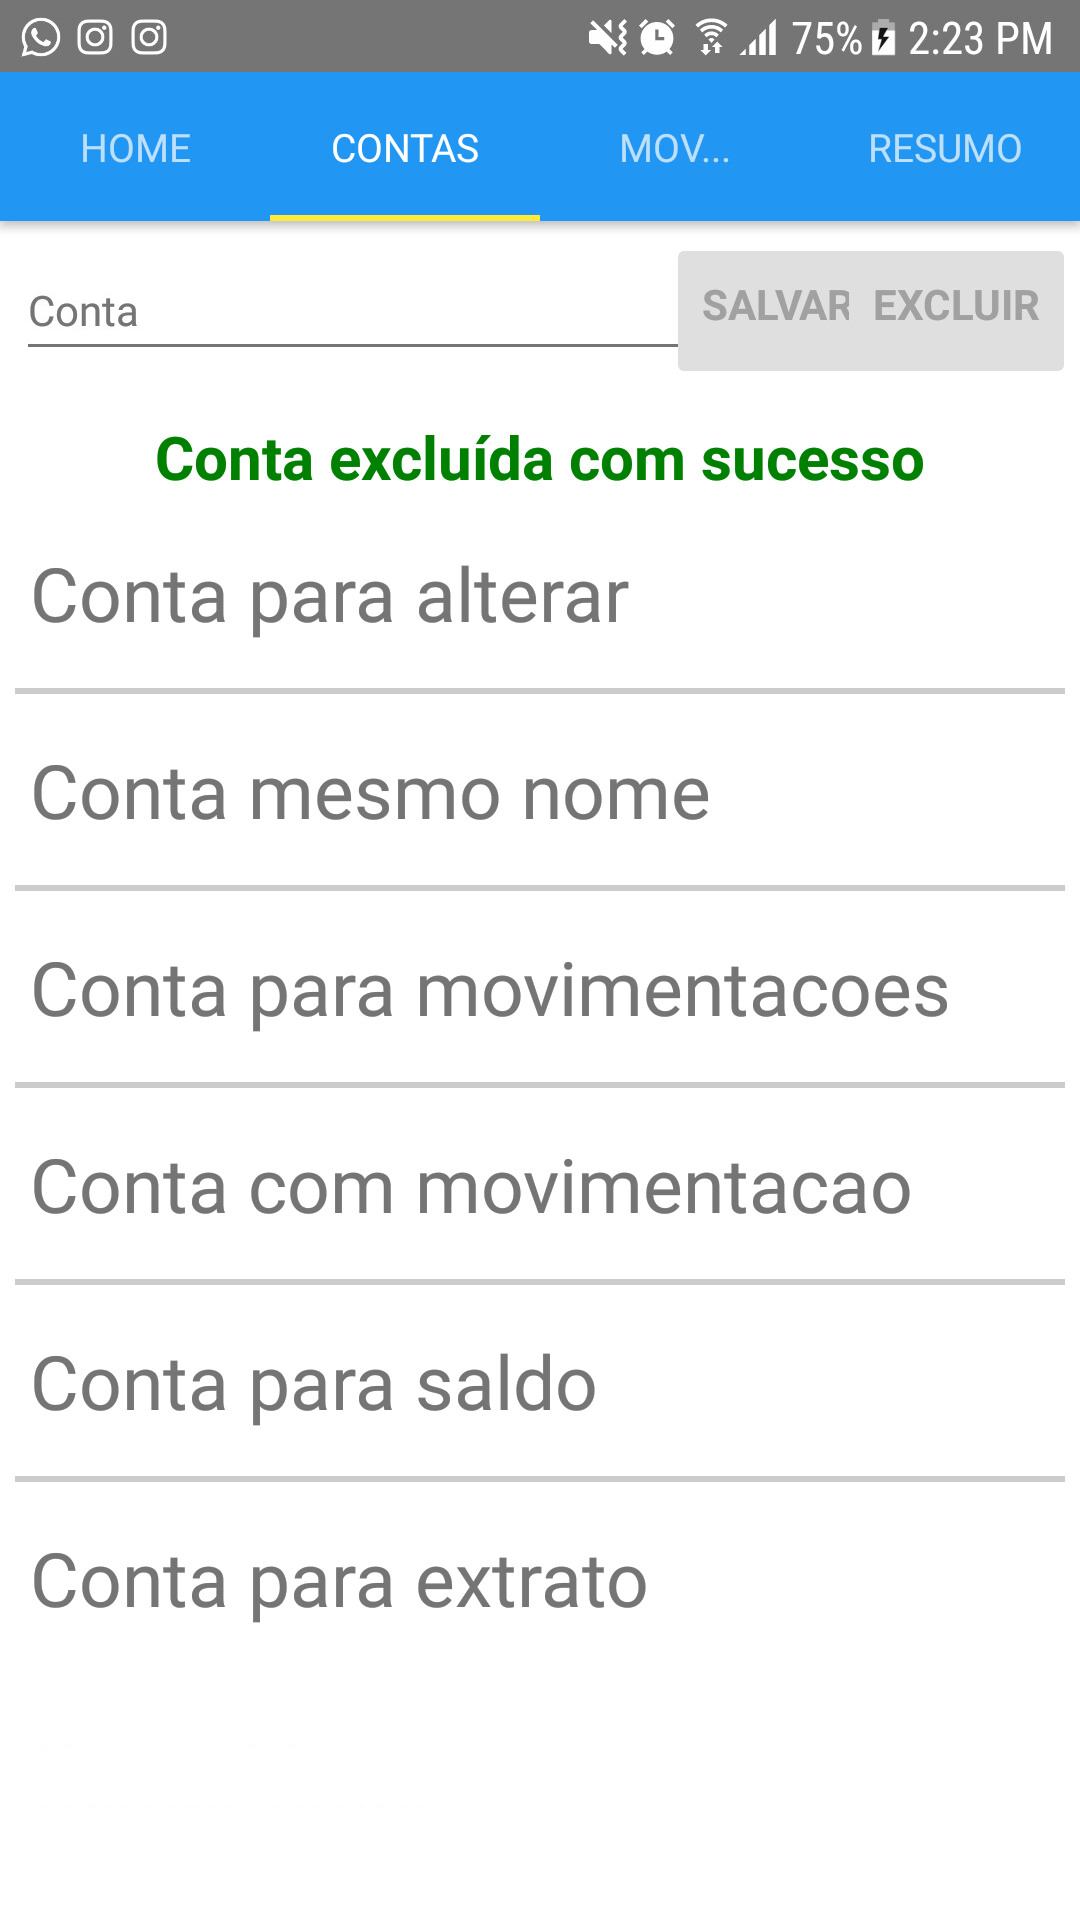 75% 2:23 PM
HOME CONTAS MOV... RESUMO
Conta SALVAR EXCLUIR
Conta excluída com sucesso
Conta para alterar
Conta mesmo nome
Conta para movimentacoes
Conta com movimentacao
Conta para saldo
Conta para extrato